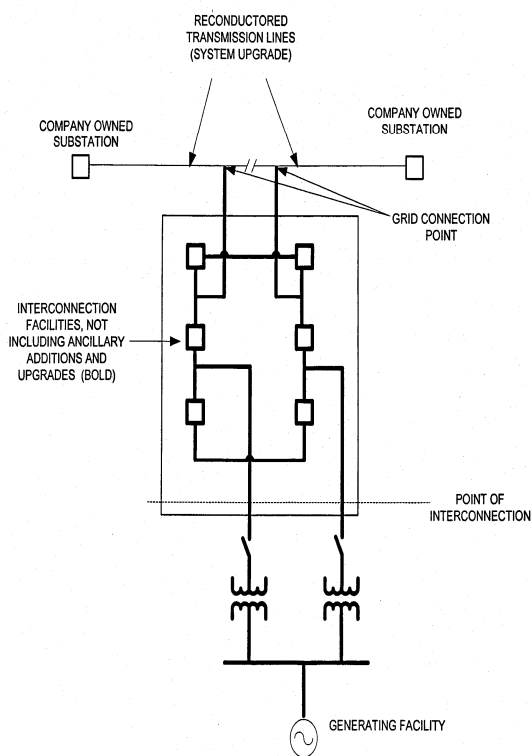 RECONDUCTORED
TRANSMISSION LINES
(SYSTEM UPGRADE)
COMPANY OWNED
SUBSTATION
COMPANY OWNED
SUBSTATION
GRID CONNECTION
POINT
INTERCONNECTION
FACILITIES, NOT
INCLUDING ANCILLARY
ADDITIONS AND
UPGRADES (BOLD)
POINT OF
INTERCONNECTION
GENERATING FACILITY